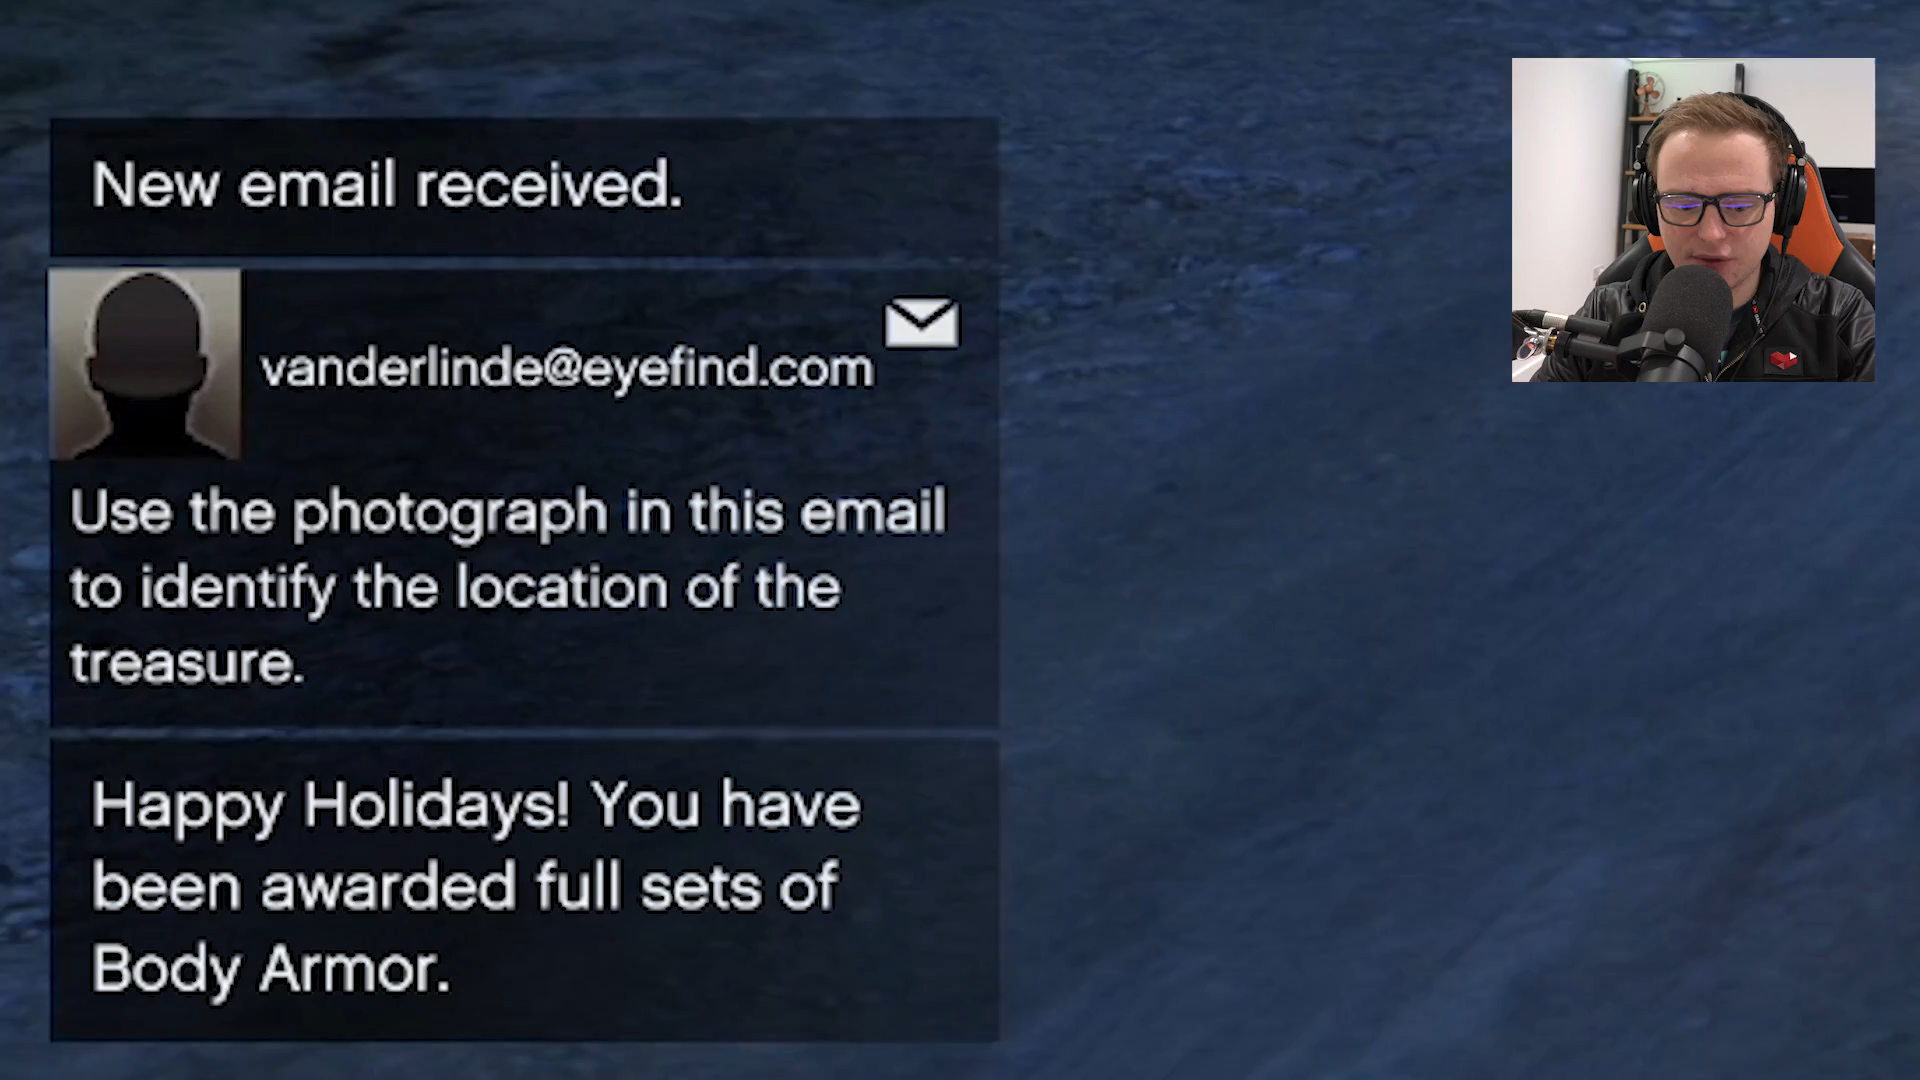 New email received.
vanderlinde@eyefind.com
Use the photograph in this email
to identify the location of the
treasure.
Happy Holidays! You have
been awarded full sets of
Body Armor.